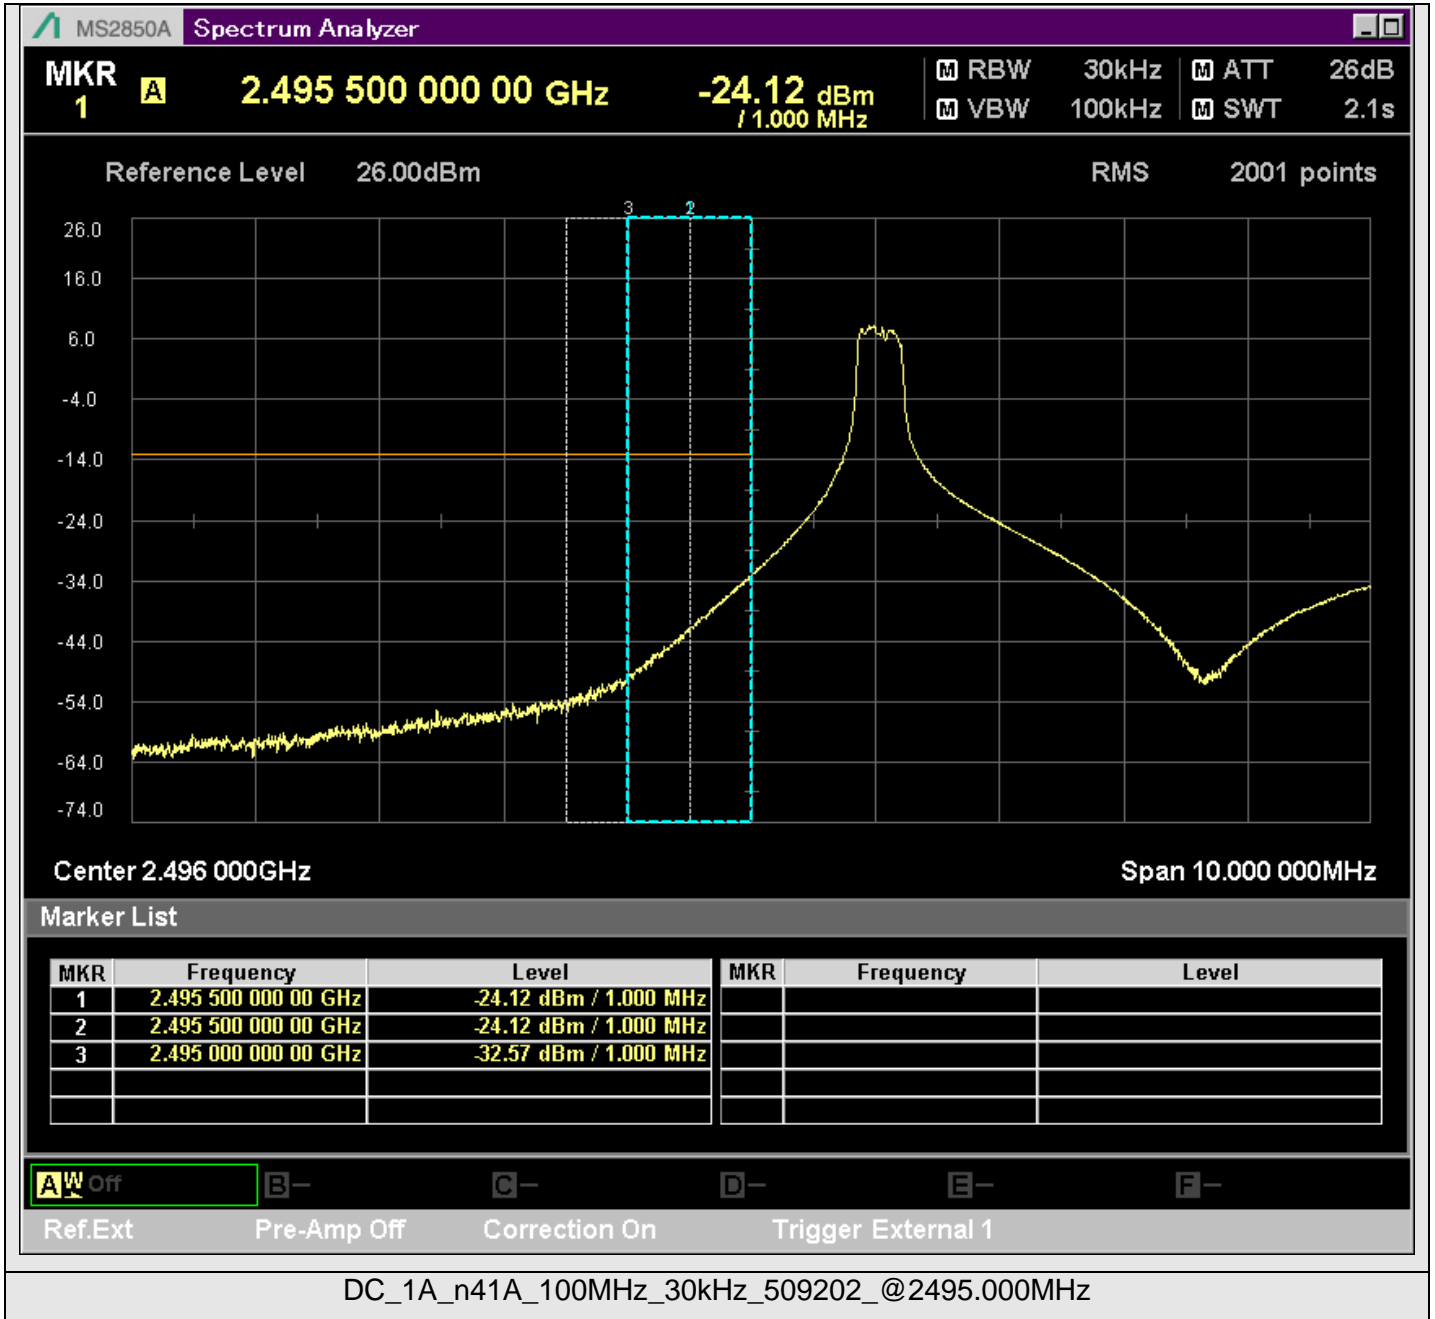 MS2850A Spectrum Analyzer
MKR 1 A 2.495 500 000 00 GHz -24.12 dBm / 1.000 MHz
M RBW 30kHz M ATT 26dB
M VBW 100kHz M SWT 2.1s
Reference Level 26.00dBm RMS 2001 points
3 2
26.0
16.0
6.0
-4.0
-14.0
-24.0
-34.0
-44.0
-54.0
-64.0
-74.0
Center 2.496 000GHz Span 10.000 000MHz
Marker List
MKR Frequency Level MKR Frequency Level
1 2.495 500 000 00 GHz -24.12 dBm / 1.000 MHz
2 2.495 500 000 00 GHz -24.12 dBm / 1.000 MHz
3 2.495 000 000 00 GHz -32.57 dBm / 1.000 MHz
A W Off B- C- D- E- F-
Ref.Ext Pre-Amp Off Correction On Trigger External 1
DC_1A_n41A_100MHz_30kHz_509202_@2495.000MHz